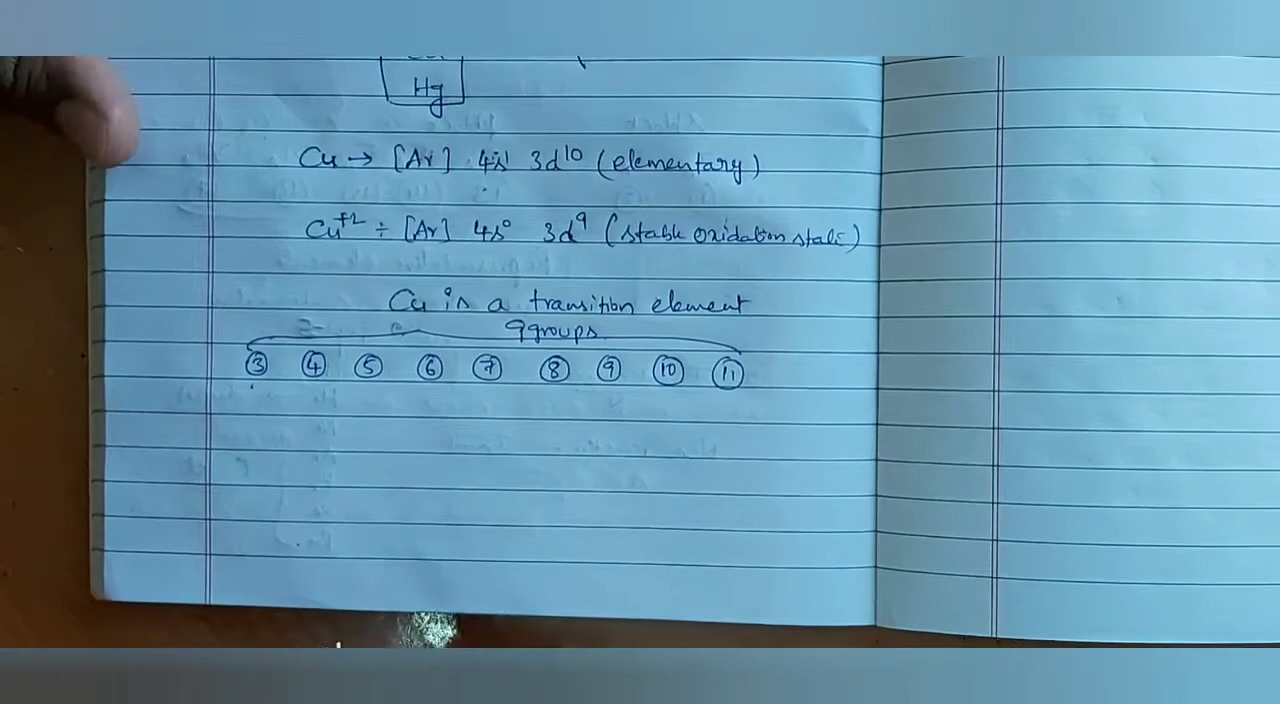 Hg
Cu → [Ar] 4s¹ 3d¹⁰ (elementary)
Cu⁺² ÷ [Ar] 4s⁰ 3d⁹ (stable oxidation state)
Cu is a transition element
9 groups
③ ④ ⑤ ⑥ ⑦ ⑧ ⑨ ⑩ ⑪